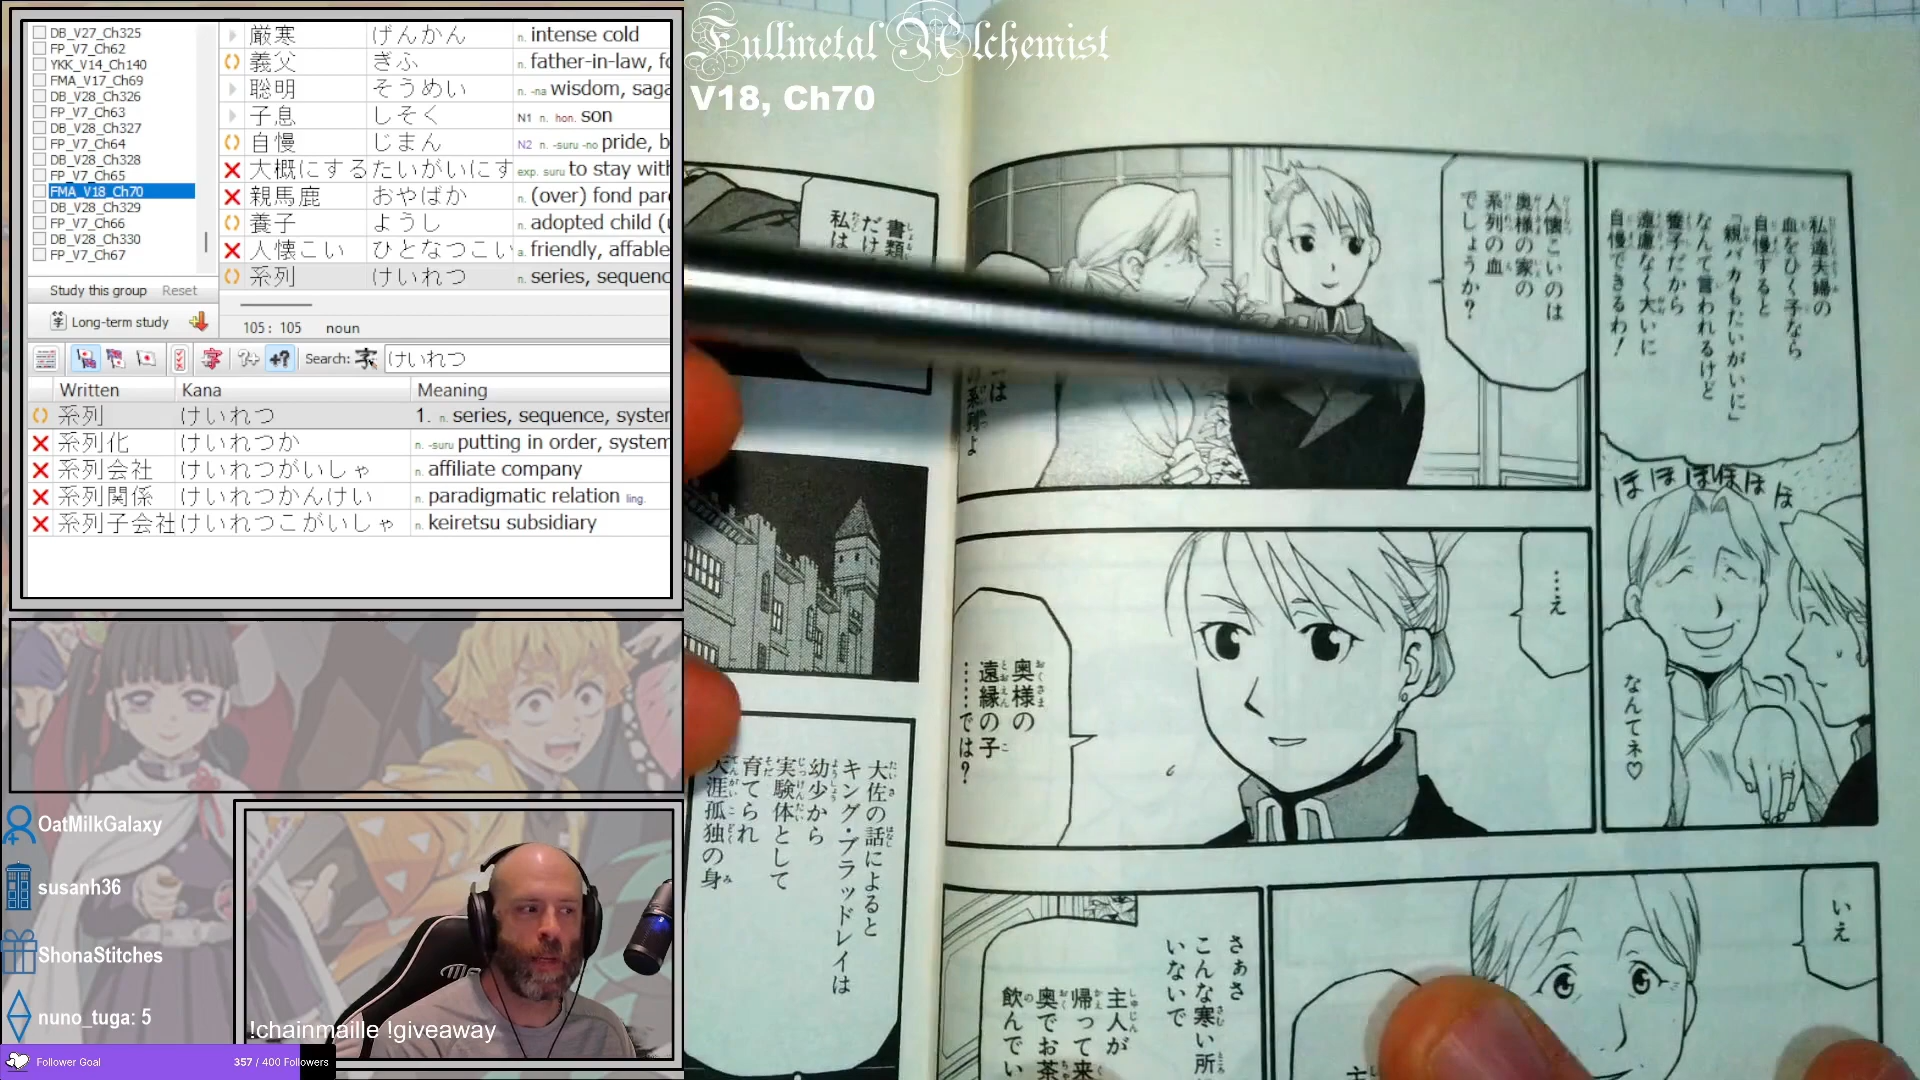 DB_V27_Ch325
FP_V7_Ch62
YKK_V14_Ch140
FMA_V17_Ch69
DB_V28_Ch326
FP_V7_Ch63
DB_V28_Ch327
FP_V7_Ch64
DB_V28_Ch328
FP_V7_Ch65
FMA_V18_Ch70
DB_V28_Ch329
FP_V7_Ch66
DB_V28_Ch330
FP_V7_Ch67
Study this group Reset
Long-term study
厳寒 げんかん n. intense cold
義父 ぎふ n. father-in-law, fo
聡明 そうめい n. -na wisdom, saga
子息 しそく N1 n. hon. son
自慢 じまん N2 n. -suru -no pride, b
大概にする たいがいにす exp. suru to stay with
親馬鹿 おやばか n. (over) fond pare
養子 ようし n. adopted child (u
人懐こい ひとなつこい a. friendly, affable
系列 けいれつ n. series, sequenc
105: 105 noun
Search: けいれつ
Written Kana Meaning
系列 けいれつ 1. n. series, sequence, system
系列化 けいれつか n. -suru putting in order, system
系列会社 けいれつがいしゃ n. affiliate company
系列関係 けいれつかんけい n. paradigmatic relation ling.
系列子会社 けいれつこがいしゃ n. keiretsu subsidiary
OatMilkGalaxy
susanh36
ShonaStitches
nuno_tuga: 5
!chainmaille !giveaway
Follower Goal 357 / 400 Followers
Fullmetal Alchemist
V18, Ch70
私達夫婦の
血をひく子なら
自慢すると
『親バカもたいがいに』
なんて言われるけど
養子だから
遠慮なく大いに
自慢できるわ！
ほほほほほほ
なんてネ♡
人懐こいのは
奥様の家の
系列の血
でしょうか？
……え
奥様の
遠縁の子
……では？
いえ
さぁさ
こんな寒い所
いないで
主人が
帰って来
奥でお茶
飲んでい
書類
だけ
私は
大佐の話によると
キング・ブラッドレイは
幼少から
実験体として
育てられ
天涯孤独の身